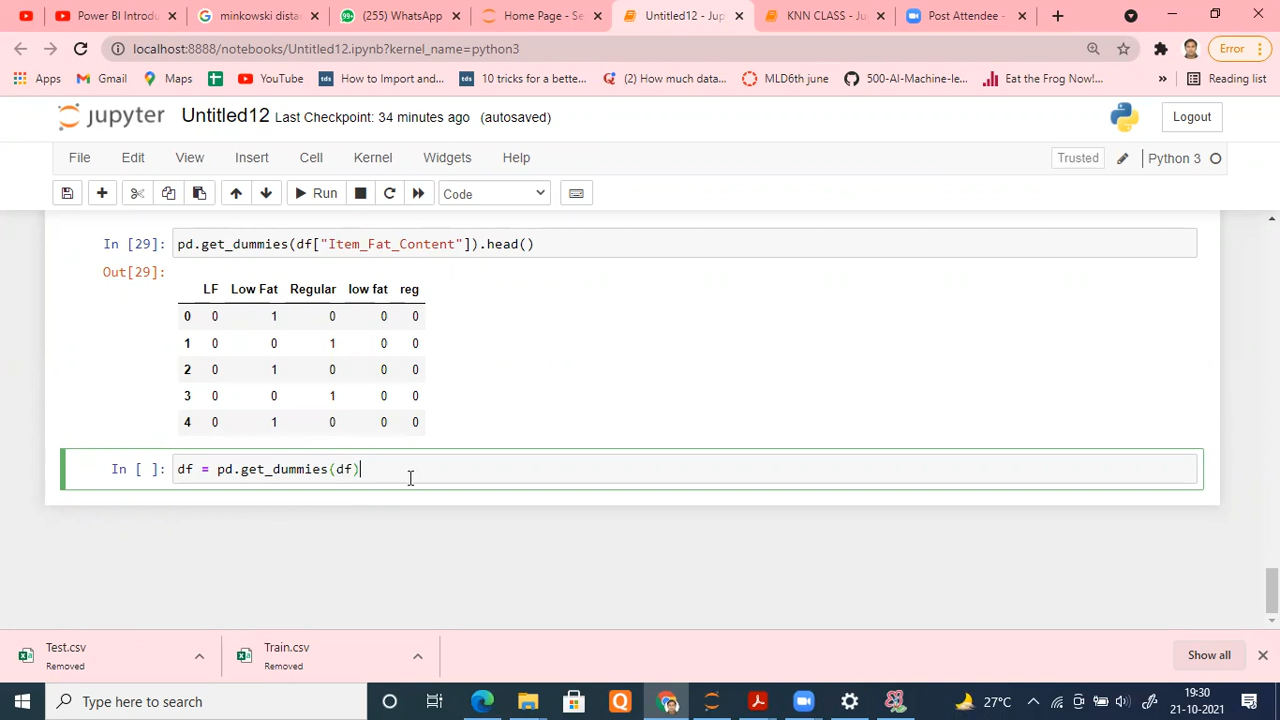 Power BI Introdu
minkowski dista
(255) WhatsApp
Home Page - Se
Untitled12 - Jup
KNN CLASS - Ju
Post Attendee -
localhost:8888/notebooks/Untitled12.ipynb?kernel_name=python3
Error
Apps
Gmail
Maps
YouTube
How to Import and...
10 tricks for a bette...
(2) How much data...
MLD6th june
500-AI-Machine-le...
Eat the Frog Now!...
»
Reading list
jupyter Untitled12 Last Checkpoint: 34 minutes ago (autosaved)
Logout
File Edit View Insert Cell Kernel Widgets Help
Trusted
Python 3
Run
Code
In [29]: pd.get_dummies(df["Item_Fat_Content"]).head()
Out[29]:
LF Low Fat Regular low fat reg
0 0 1 0 0 0
1 0 0 1 0 0
2 0 1 0 0 0
3 0 0 1 0 0
4 0 1 0 0 0
In [ ]: df = pd.get_dummies(df)
Test.csv
Removed
Train.csv
Removed
Show all
Type here to search
27°C
19:30
21-10-2021